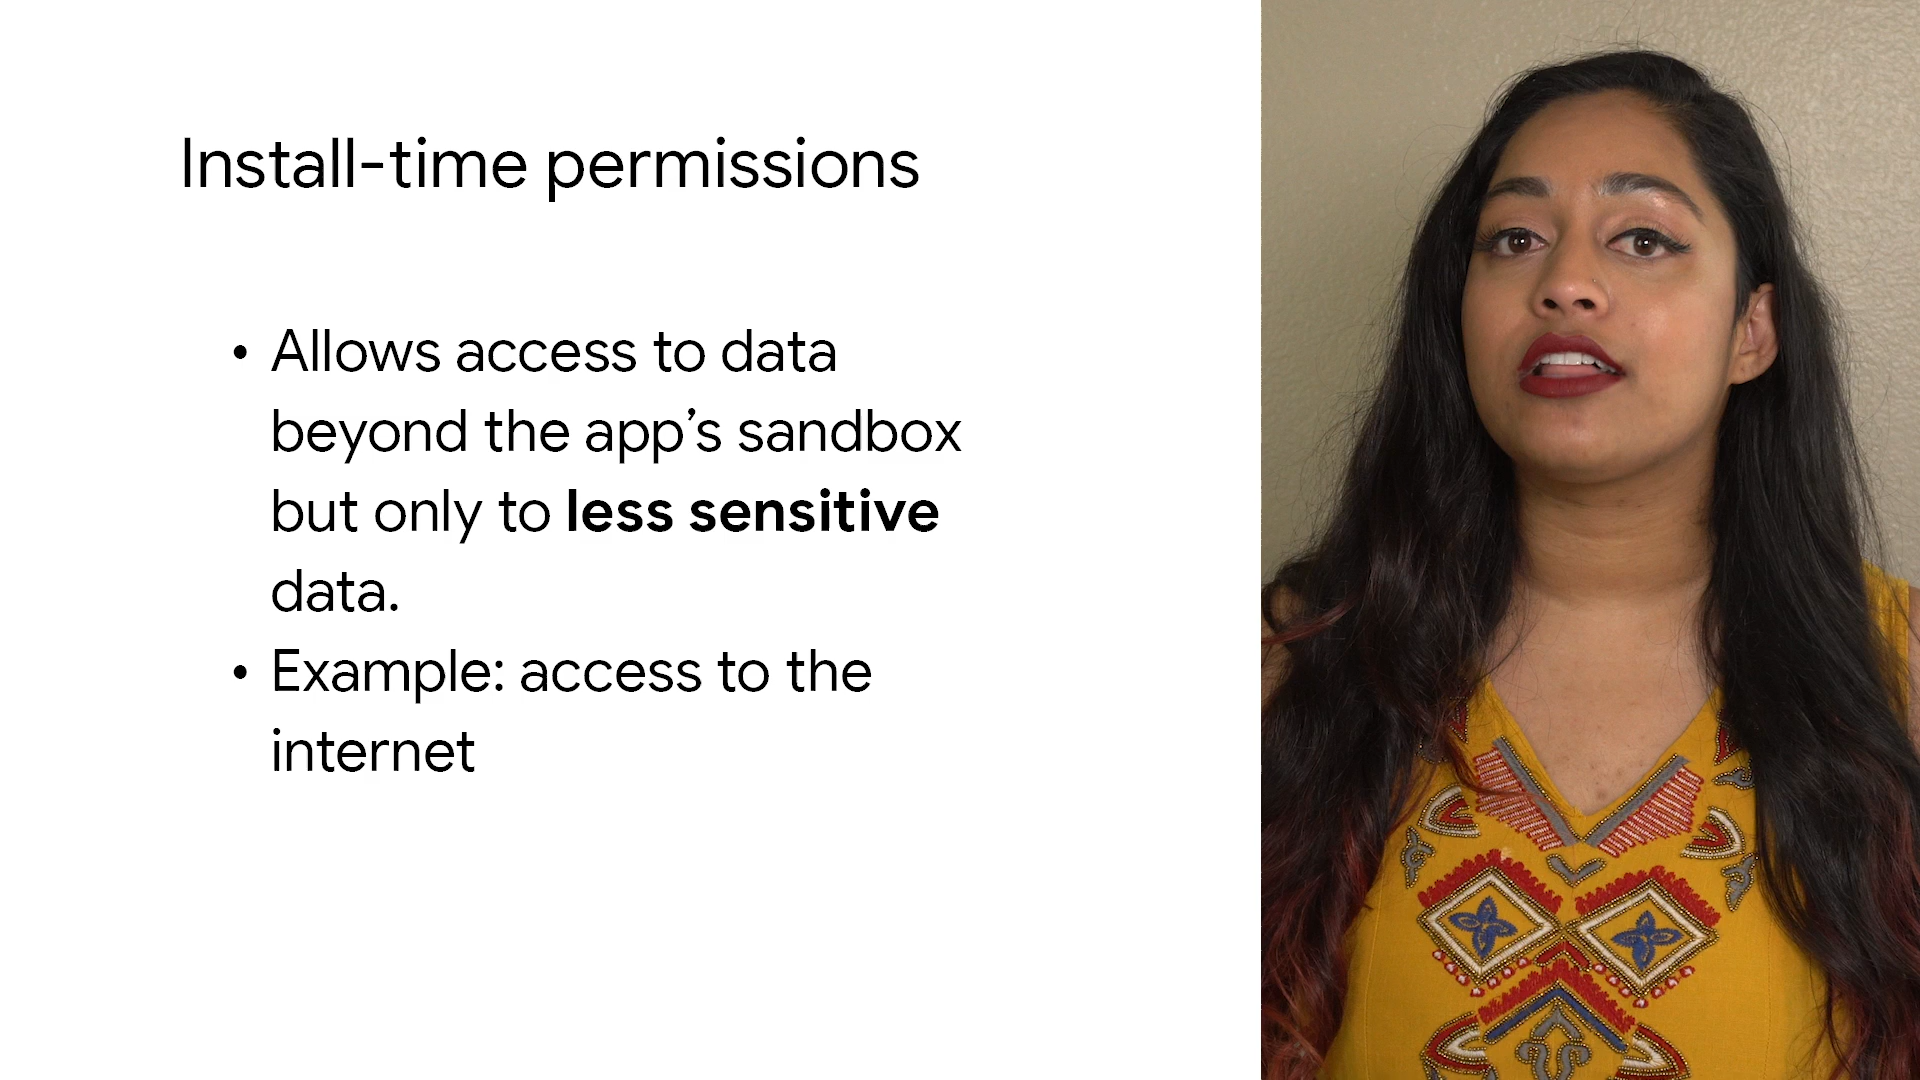 Install-time permissions
• Allows access to data
beyond the app’s sandbox
but only to less sensitive
data.
• Example: access to the
internet